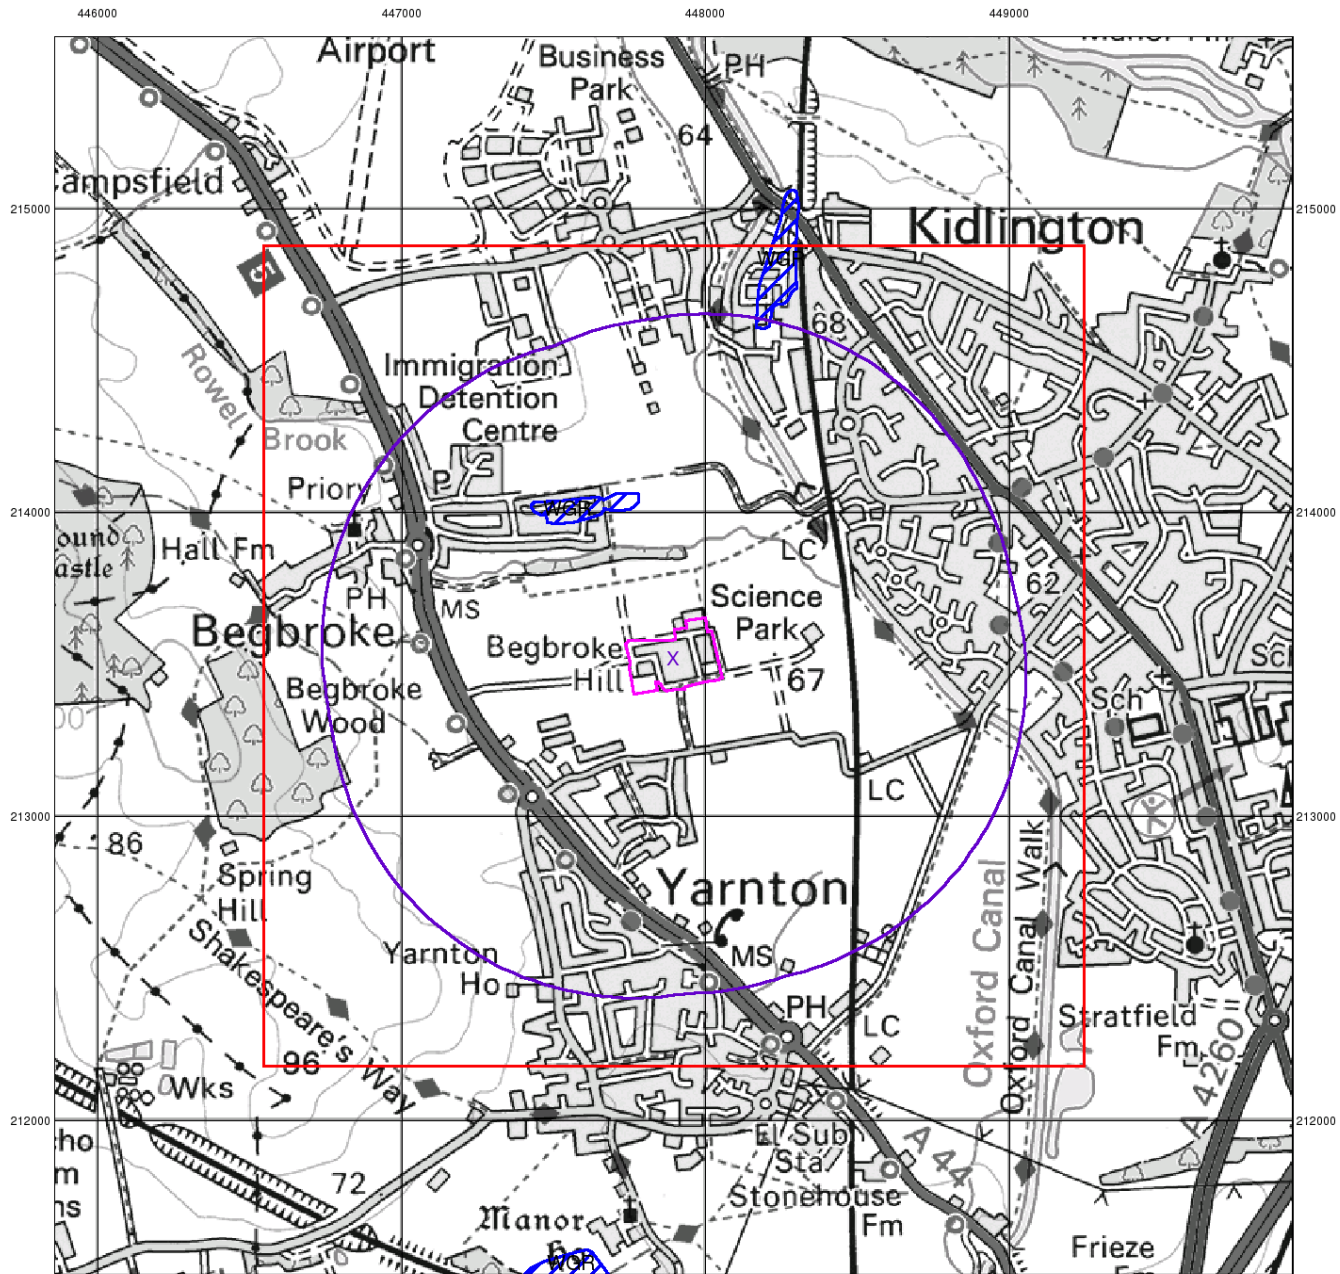 446000 447000 448000 449000
Airport
Business
Park
PH
64
Campsfield
215000 215000
Kidlington
WGR
5
68
Immigration
Detention
Centre
Rowel
Brook
P
Priory
WGR
214000 214000
Hall Fm
LC
PH
MS
62
Science
Park
Begbroke
Begbroke
Hill
X
67
Begbroke
Wood
Sch
Sch
LC
213000 213000
86
Spring
Hill
Yarnton
Oxford Canal
Oxford Canal Walk
Shakespeare's Way
Yarnton
Ho
MS
PH
LC
Stratfield
Fm
A 4260
96
Wks
212000 212000
El Sub
Sta
A 44
72
Stonehouse
Fm
Manor
WGR
Frieze